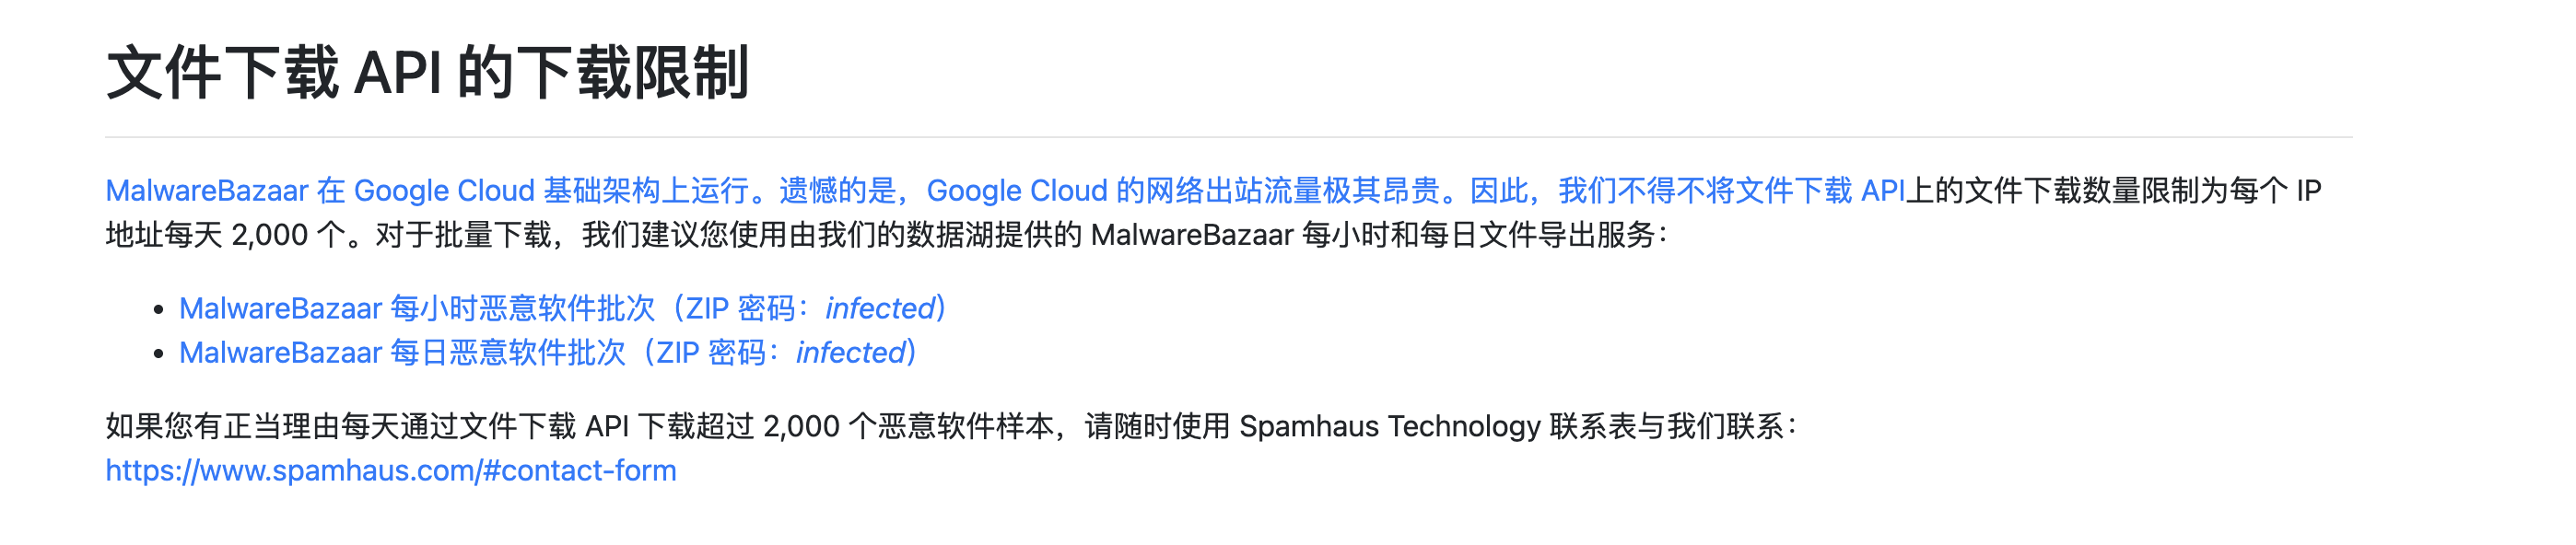 文件下载 API 的下载限制
MalwareBazaar 在 Google Cloud 基础架构上运行。遗憾的是，Google Cloud 的网络出站流量极其昂贵。因此，我们不得不将文件下载 API上的文件下载数量限制为每个 IP
地址每天 2,000 个。对于批量下载，我们建议您使用由我们的数据湖提供的 MalwareBazaar 每小时和每日文件导出服务：
• MalwareBazaar 每小时恶意软件批次（ZIP 密码：infected）
• MalwareBazaar 每日恶意软件批次（ZIP 密码：infected）
如果您有正当理由每天通过文件下载 API 下载超过 2,000 个恶意软件样本，请随时使用 Spamhaus Technology 联系表与我们联系：
https://www.spamhaus.com/#contact-form